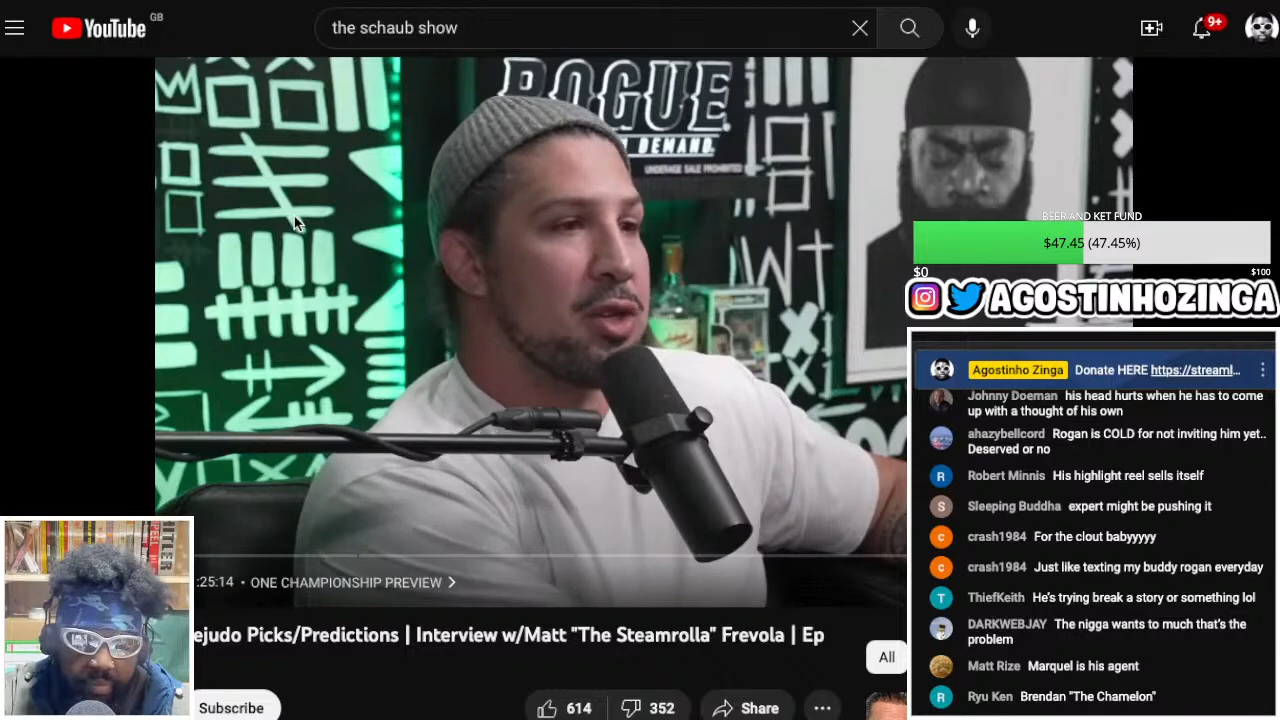 YouTube GB
the schaub show
9+
ROGUE
DEMAND.
UNDERAGE SALE PROHIBITED
BEER AND KET FUND
$47.45 (47.45%)
$0
$100
AGOSTINHOZINGA
Agostinho Zinga Donate HERE https://streaml...
Johnny Doeman his head hurts when he has to come
up with a thought of his own
ahazybellcord Rogan is COLD for not inviting him yet..
Deserved or no
R Robert Minnis His highlight reel sells itself
S Sleeping Buddha expert might be pushing it
c crash1984 For the clout babyyyy
c crash1984 Just like texting my buddy rogan everyday
T ThiefKeith He's trying break a story or something lol
DARKWEBJAY The nigga wants to much that's the
problem
Matt Rize Marquel is his agent
R Ryu Ken Brendan "The Chamelon"
:25:14 • ONE CHAMPIONSHIP PREVIEW
ejudo Picks/Predictions | Interview w/Matt "The Steamrolla" Frevola | Ep
All
Subscribe
614
352
Share